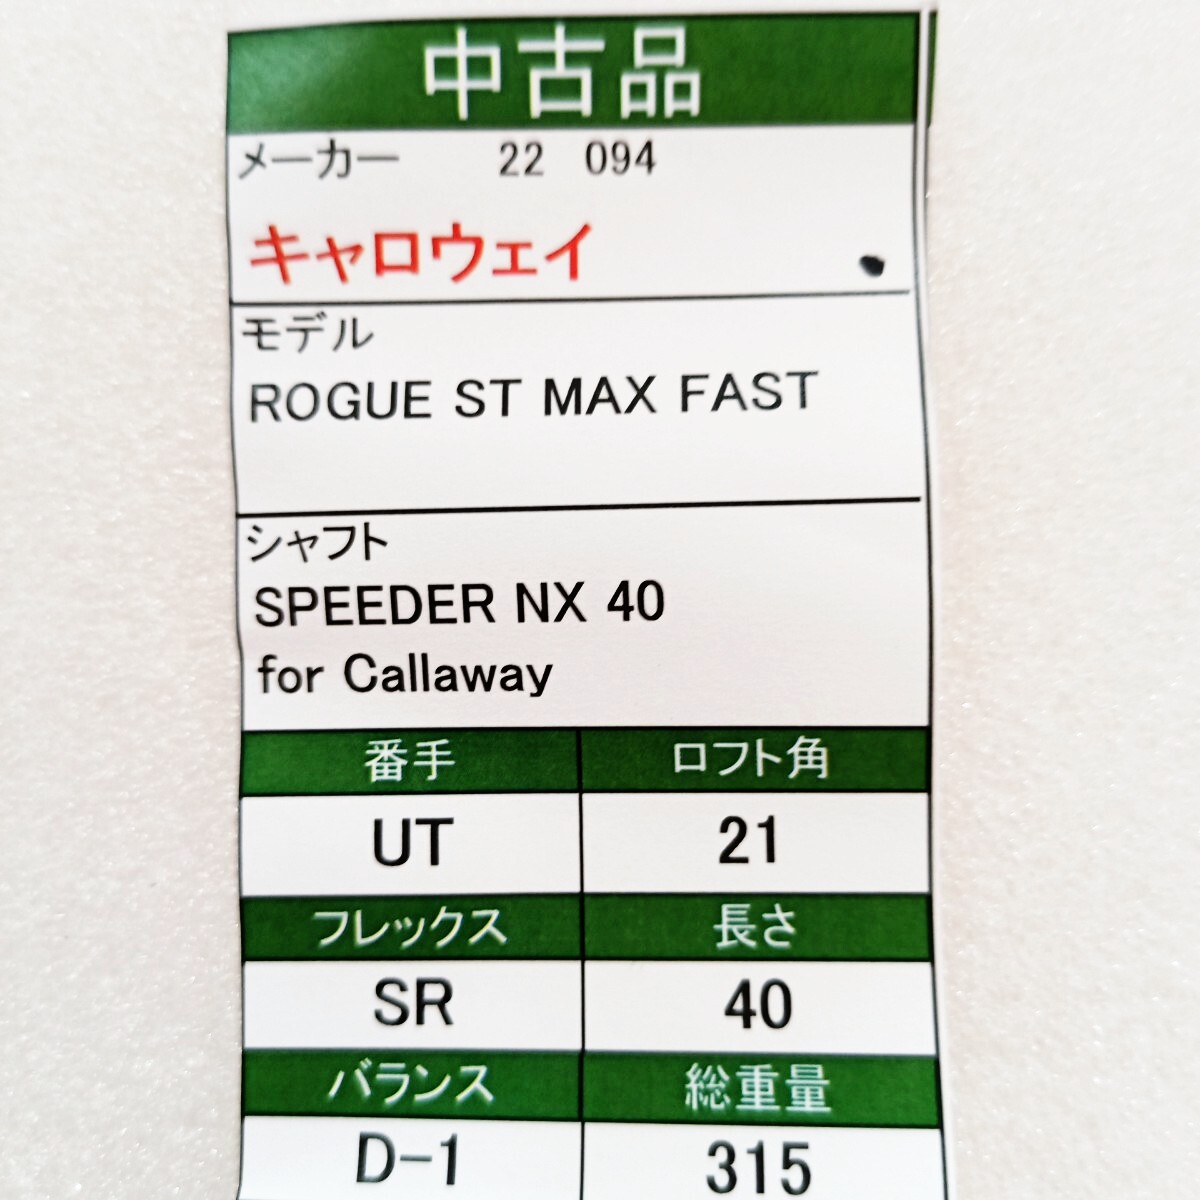 中古品
メーカー 22 094
キャロウェイ
モデル
ROGUE ST MAX FAST
シャフト
SPEEDER NX 40
for Callaway
番手 ロフト角
UT 21
フレックス 長さ
SR 40
バランス 総重量
D-1 315